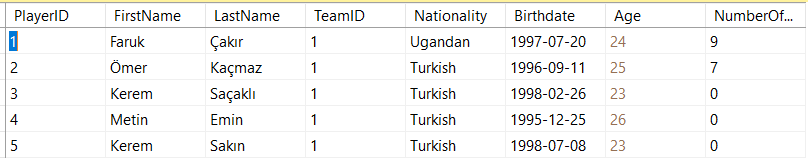 PlayerID FirstName LastName TeamID Nationality Birthdate Age NumberOf...
1 Faruk Çakır 1 Ugandan 1997-07-20 24 9
2 Ömer Kaçmaz 1 Turkish 1996-09-11 25 7
3 Kerem Saçaklı 1 Turkish 1998-02-26 23 0
4 Metin Emin 1 Turkish 1995-12-25 26 0
5 Kerem Sakın 1 Turkish 1998-07-08 23 0